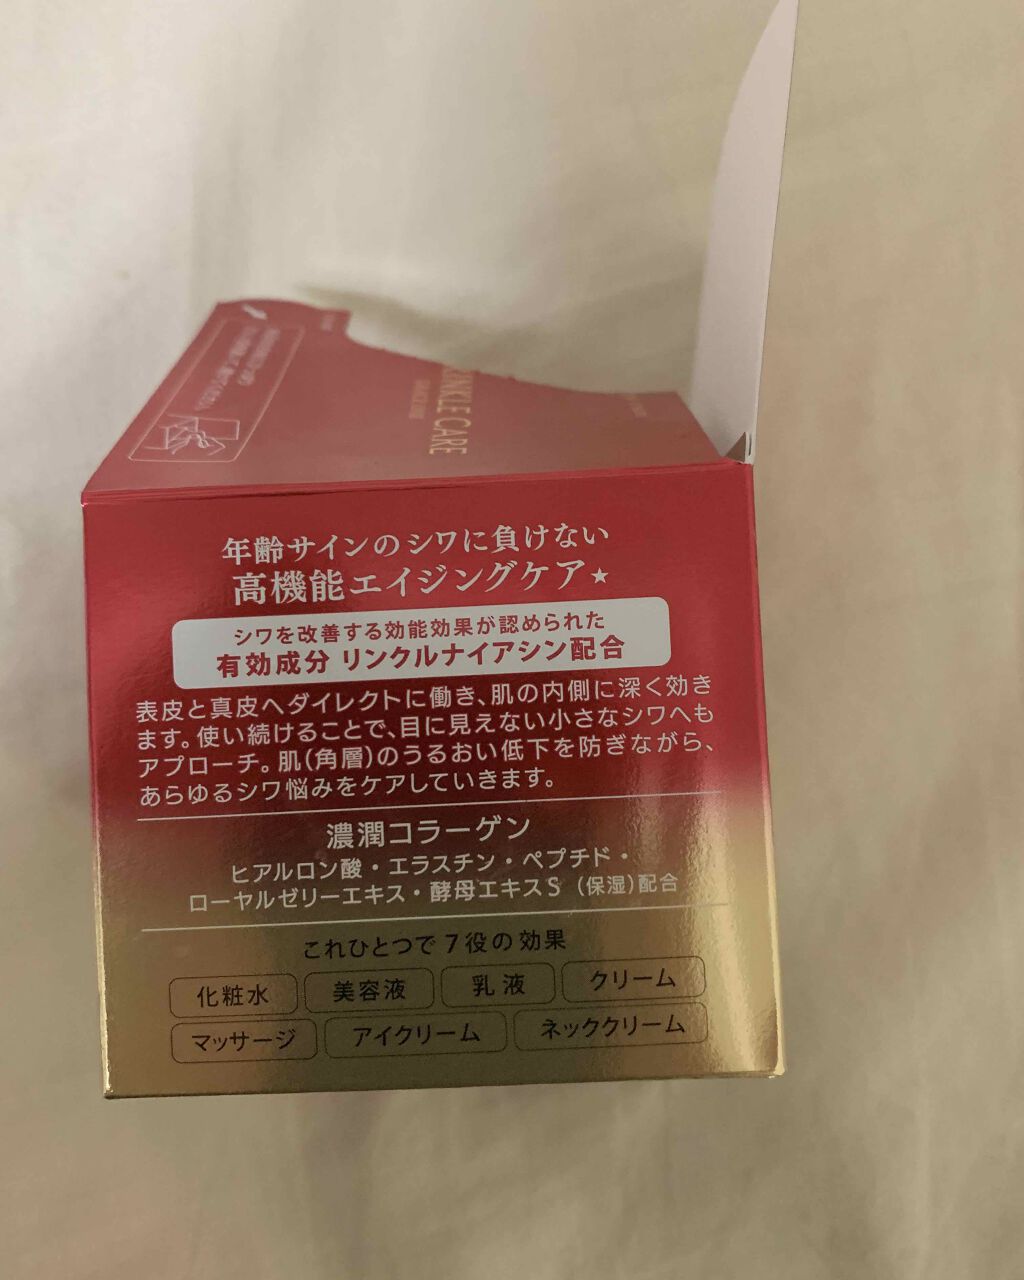 RINKLE CARE
年齢サインのシワに負けない
高機能エイジングケア★
シワを改善する効能効果が認められた
有効成分 リンクルナイアシン配合
表皮と真皮へダイレクトに働き、肌の内側に深く効き
ます。使い続けることで、目に見えない小さなシワへも
アプローチ。肌(角層)のうるおい低下を防ぎながら、
あらゆるシワ悩みをケアしていきます。
濃潤コラーゲン
ヒアルロン酸・エラスチン・ペプチド・
ローヤルゼリーエキス・酵母エキスS(保湿)配合
これひとつで7役の効果
化粧水 美容液 乳液 クリーム
マッサージ アイクリーム ネッククリーム